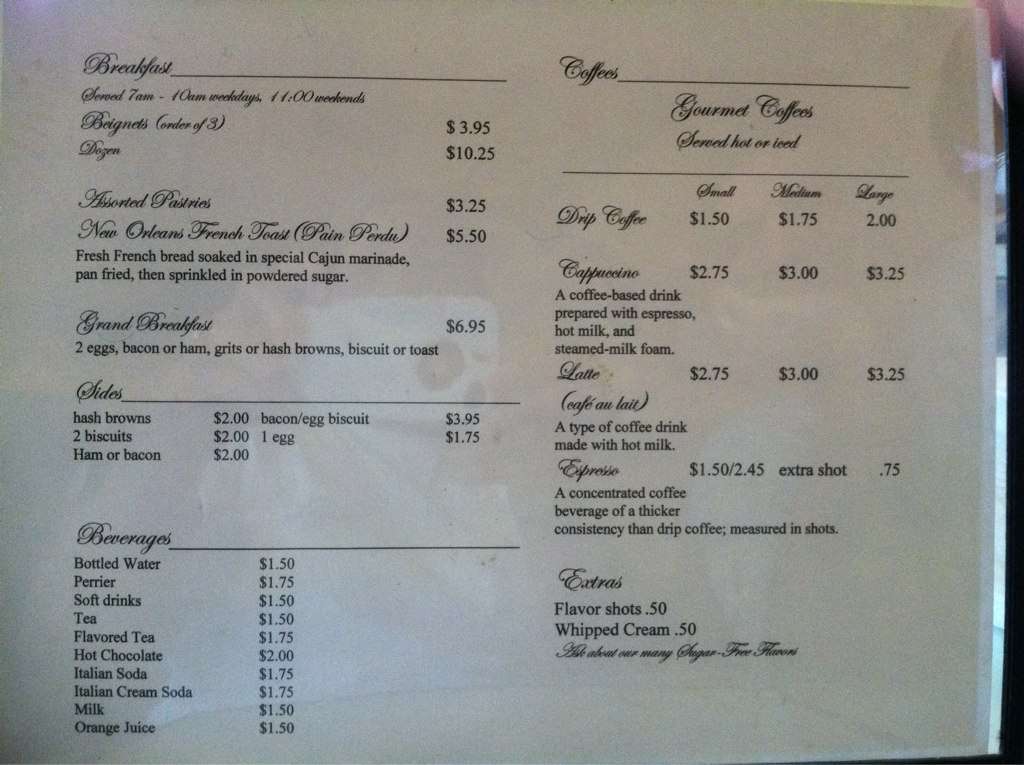 Breakfast
Served 7am - 10am weekdays, 11:00 weekends
Beignets (order of 3) $ 3.95
Dozen $10.25
Assorted Pastries $3.25
New Orleans French Toast (Pain Perdu) $5.50
Fresh French bread soaked in special Cajun marinade,
pan fried, then sprinkled in powdered sugar.
Grand Breakfast $6.95
2 eggs, bacon or ham, grits or hash browns, biscuit or toast
Sides
hash browns $2.00 bacon/egg biscuit $3.95
2 biscuits $2.00 1 egg $1.75
Ham or bacon $2.00
Beverages
Bottled Water $1.50
Perrier $1.75
Soft drinks $1.50
Tea $1.50
Flavored Tea $1.75
Hot Chocolate $2.00
Italian Soda $1.75
Italian Cream Soda $1.75
Milk $1.50
Orange Juice $1.50
Coffees
Gourmet Coffees
Served hot or iced
Small Medium Large
Drip Coffee $1.50 $1.75 2.00
Cappuccino $2.75 $3.00 $3.25
A coffee-based drink
prepared with espresso,
hot milk, and
steamed-milk foam.
Latte $2.75 $3.00 $3.25
(café au lait)
A type of coffee drink
made with hot milk.
Espresso $1.50/2.45 extra shot .75
A concentrated coffee
beverage of a thicker
consistency than drip coffee; measured in shots.
Extras
Flavor shots .50
Whipped Cream .50
Ask about our many Sugar-Free Flavors